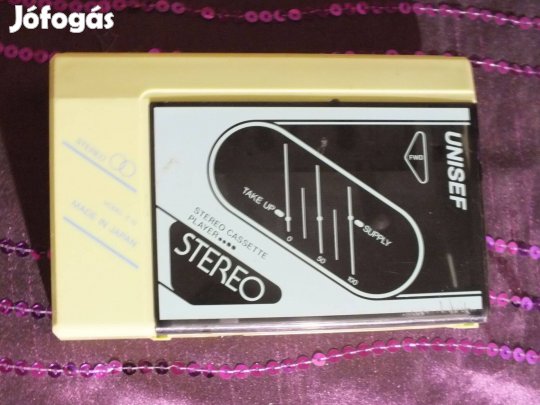 Jófogás
STEREO
MADE IN JAPAN
UNISEF
FWD
TAKE UP
SUPPLY
0
50
100
STEREO CASSETTE
PLAYER
STEREO